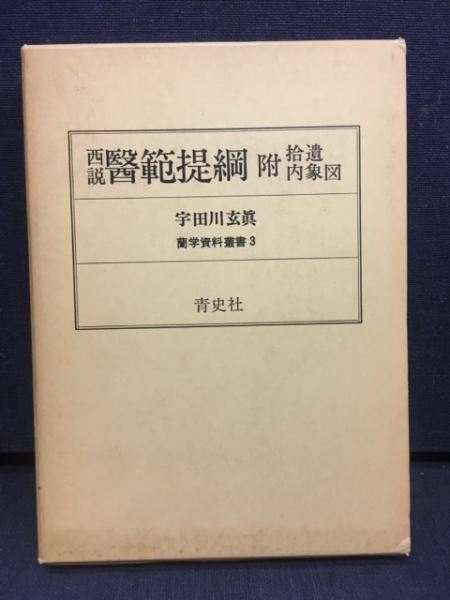 西説醫範提綱 附 拾遺内象図
宇田川玄眞
蘭学資料叢書3
青史社